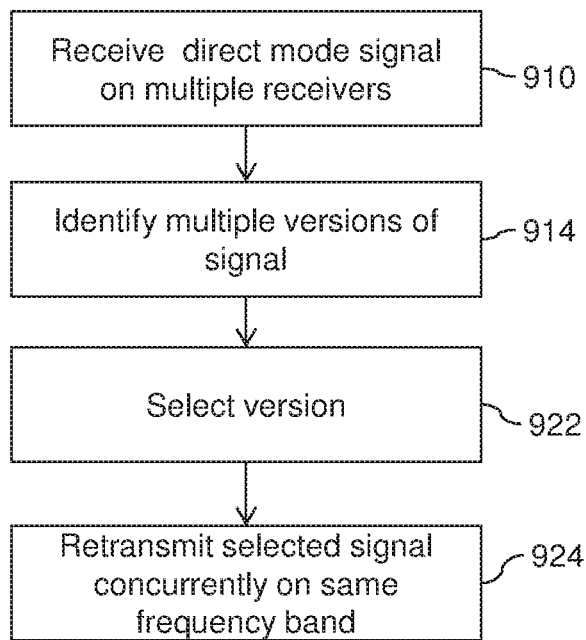 Receive direct mode signal
on multiple receivers
910
Identify multiple versions of
signal
914
Select version
922
Retransmit selected signal
concurrently on same
frequency band
924